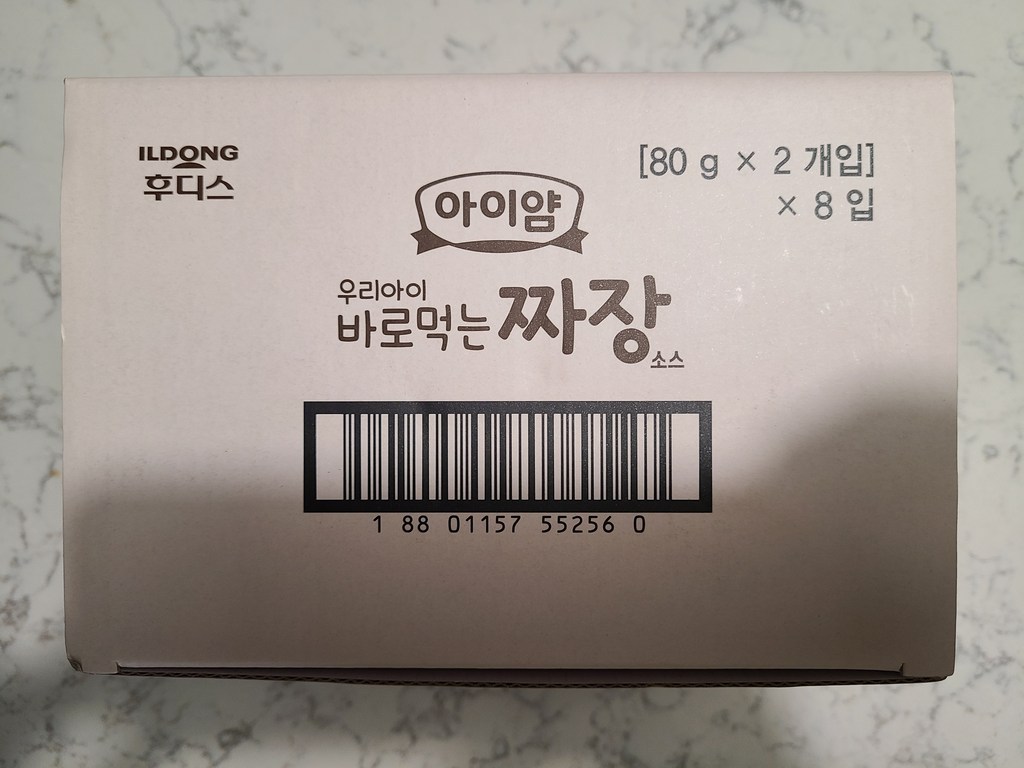 ILDONG
후디스
[80 g × 2 개입]
× 8 입
아이얌
우리아이
바로먹는 짜장
소스
1 88 01157 55256 0